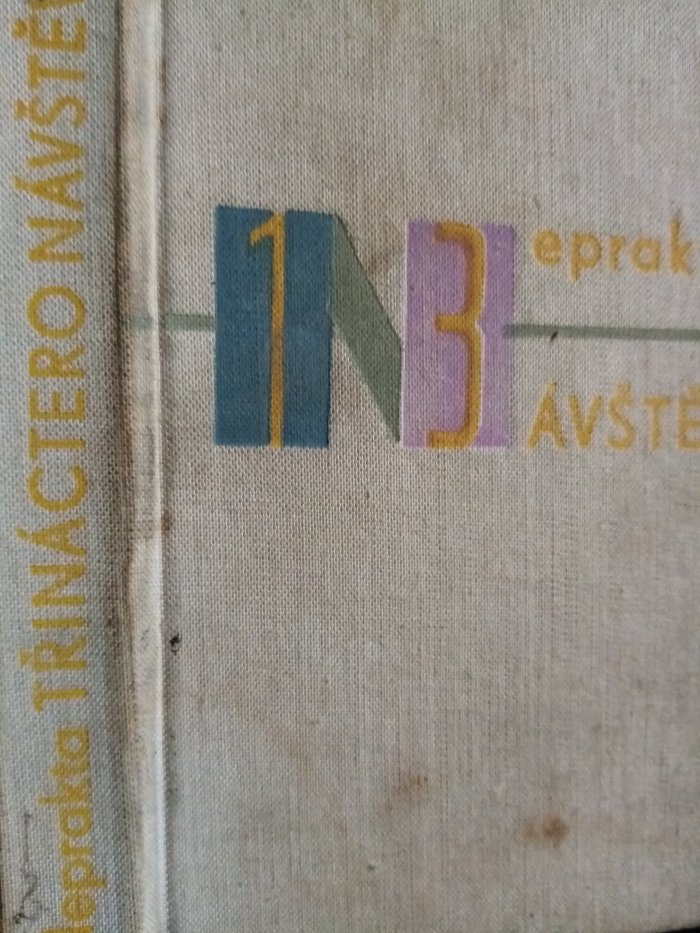 Neprakta TŘINÁCTERO NÁVŠTĚV
1N3
eprak
ÁVŠTĚ